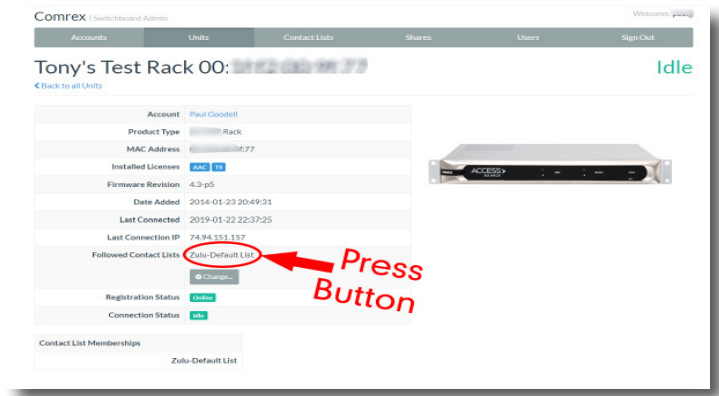 Comrex | Switchboard Admin
Welcome,
Accounts Units Contact Lists Shares Users Sign Out
Tony's Test Rack 00:
Idle
Back to all Units
Account Paul Goodell
Product Type Rack
MAC Address :77
Installed Licenses AAC TS
Firmware Revision 4.3-p5
Date Added 2014-01-23 20:49:31
Last Connected 2019-01-22 22:37:25
Last Connection IP 74.94.151.157
Followed Contact Lists Zulu-Default List
Change...
Registration Status Online
Connection Status Idle
Contact List Memberships
Zulu-Default List
ACCESS
Press
Button